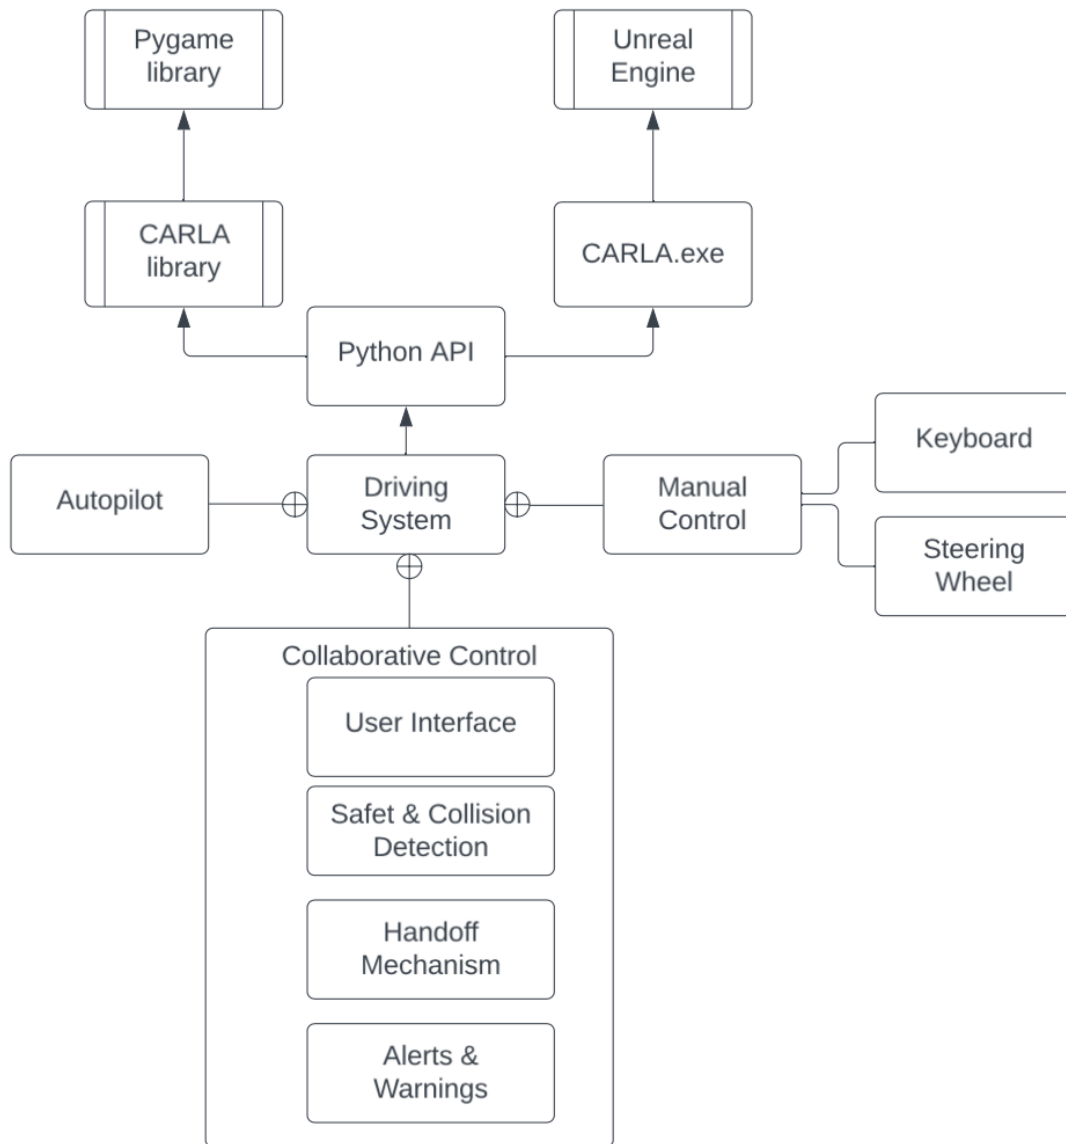 Pygame
library
Unreal
Engine
CARLA
library
CARLA.exe
Python API
Keyboard
Autopilot
Driving
System
Manual
Control
Steering
Wheel
Collaborative Control
User Interface
Safet & Collision
Detection
Handoff
Mechanism
Alerts &
Warnings